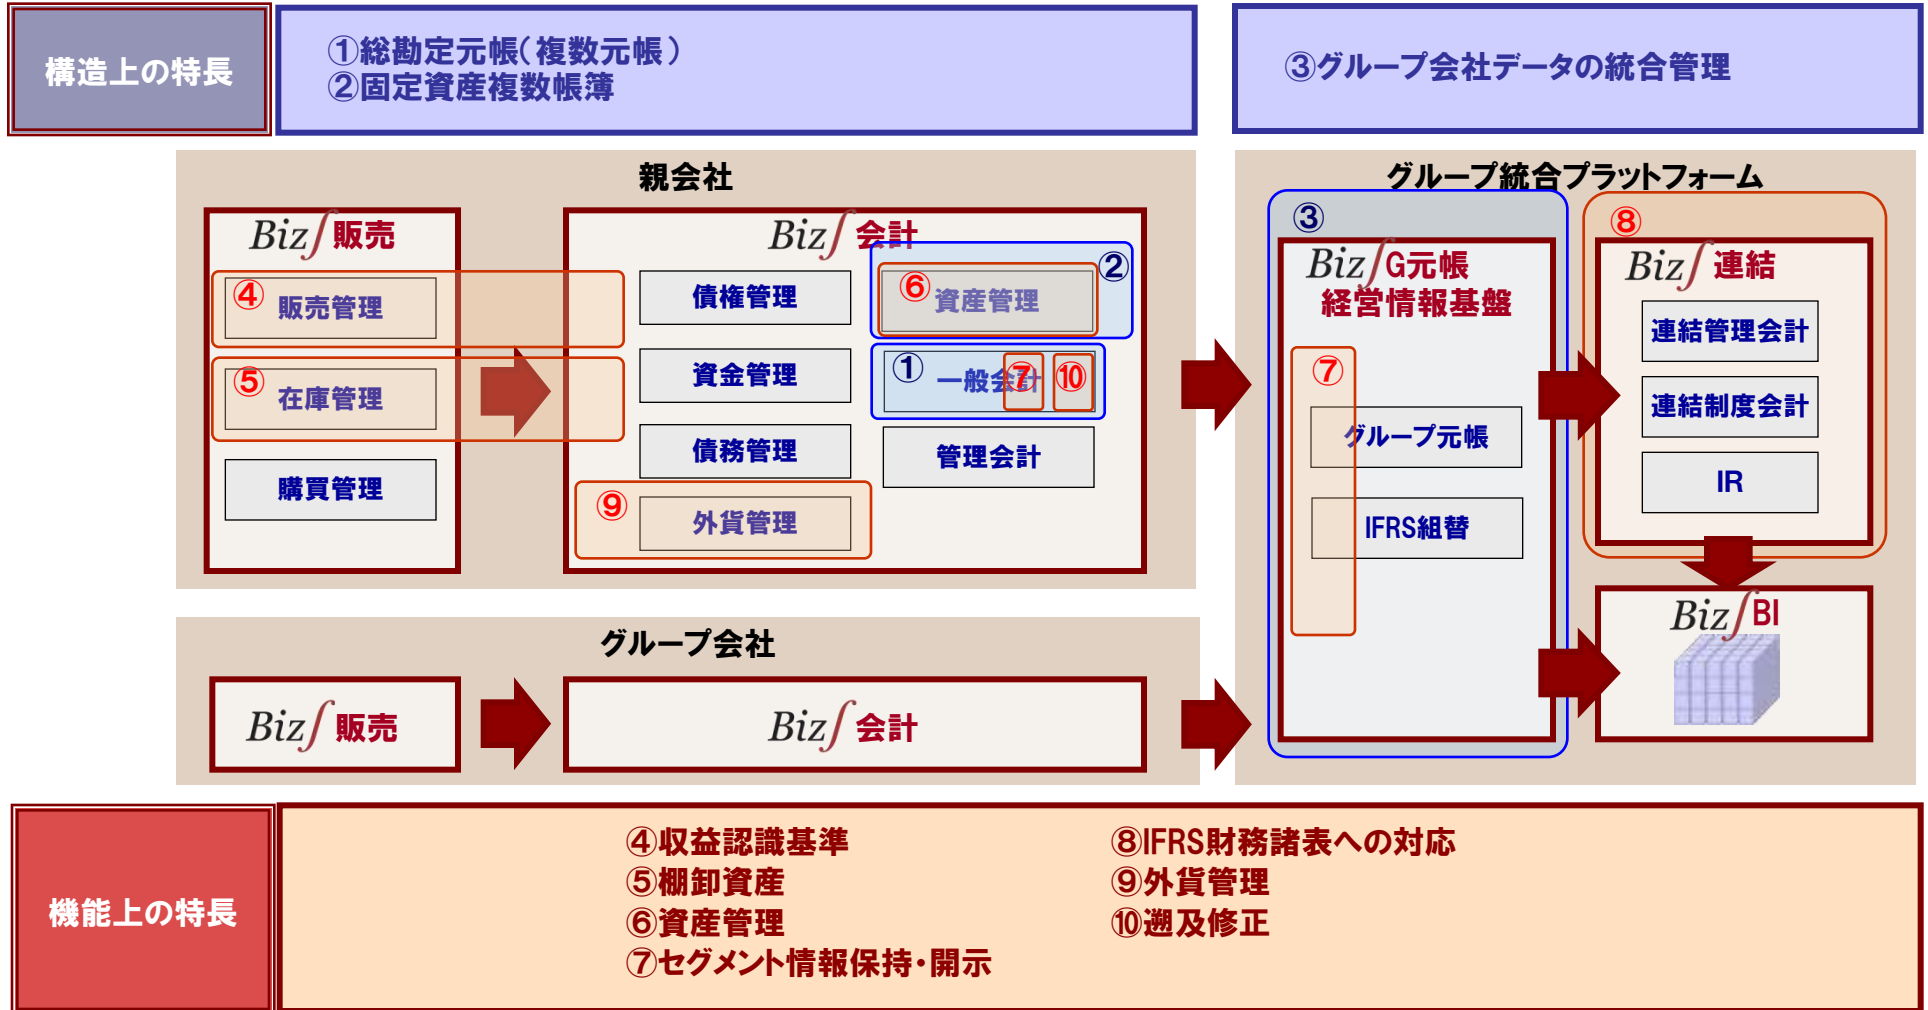 構造上の特長
①総勘定元帳(複数元帳)
②固定資産複数帳簿
③グループ会社データの統合管理
親会社
Biz∫販売
④
販売管理
⑤
在庫管理
購買管理
Biz∫会計
債権管理
資金管理
債務管理
⑨
外貨管理
②
⑥
資産管理
①
一般会計
⑦
⑩
管理会計
グループ会社
Biz∫販売
Biz∫会計
グループ統合プラットフォーム
③
Biz∫G元帳
経営情報基盤
⑦
グループ元帳
IFRS組替
⑧
Biz∫連結
連結管理会計
連結制度会計
IR
Biz∫BI
機能上の特長
④収益認識基準
⑤棚卸資産
⑥資産管理
⑦セグメント情報保持・開示
⑧IFRS財務諸表への対応
⑨外貨管理
⑩遡及修正